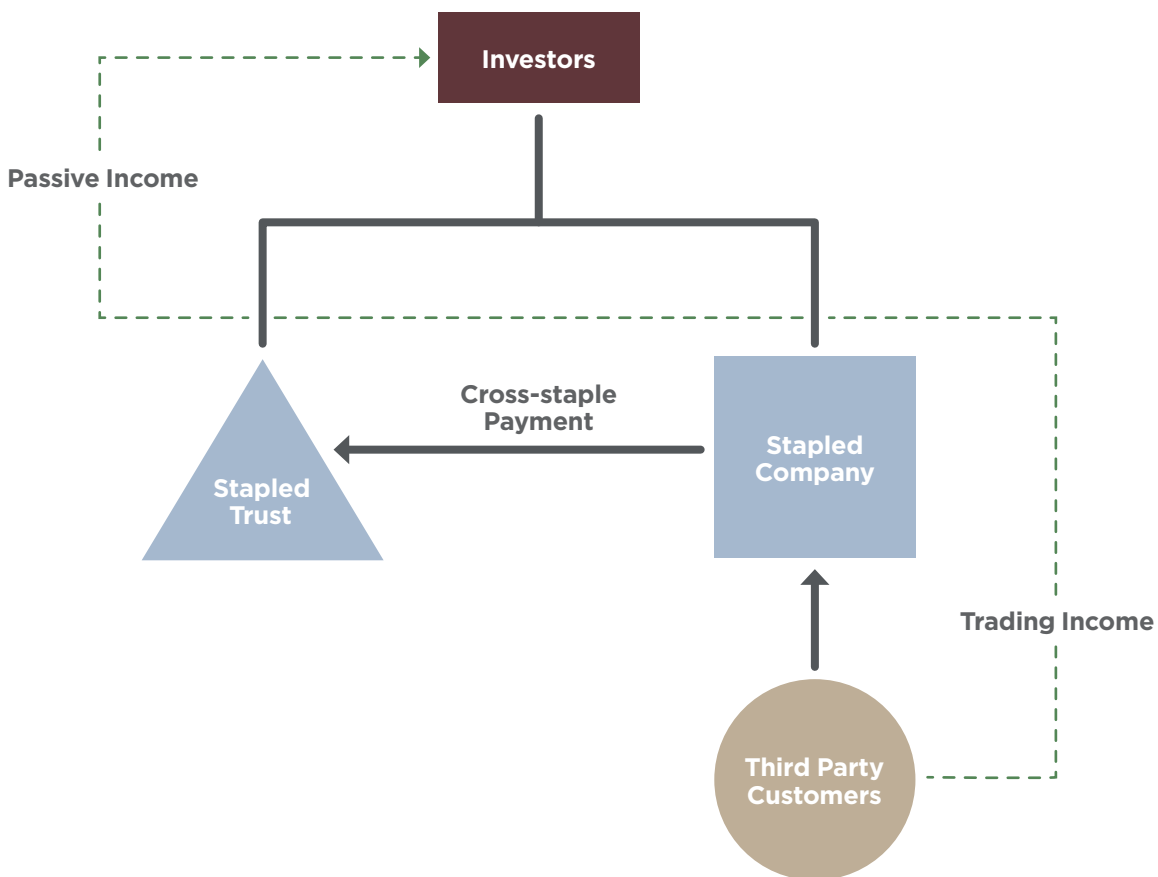 Investors
Passive Income
Cross-staple
Payment
Stapled
Company
Stapled
Trust
Trading Income
Third Party
Customers